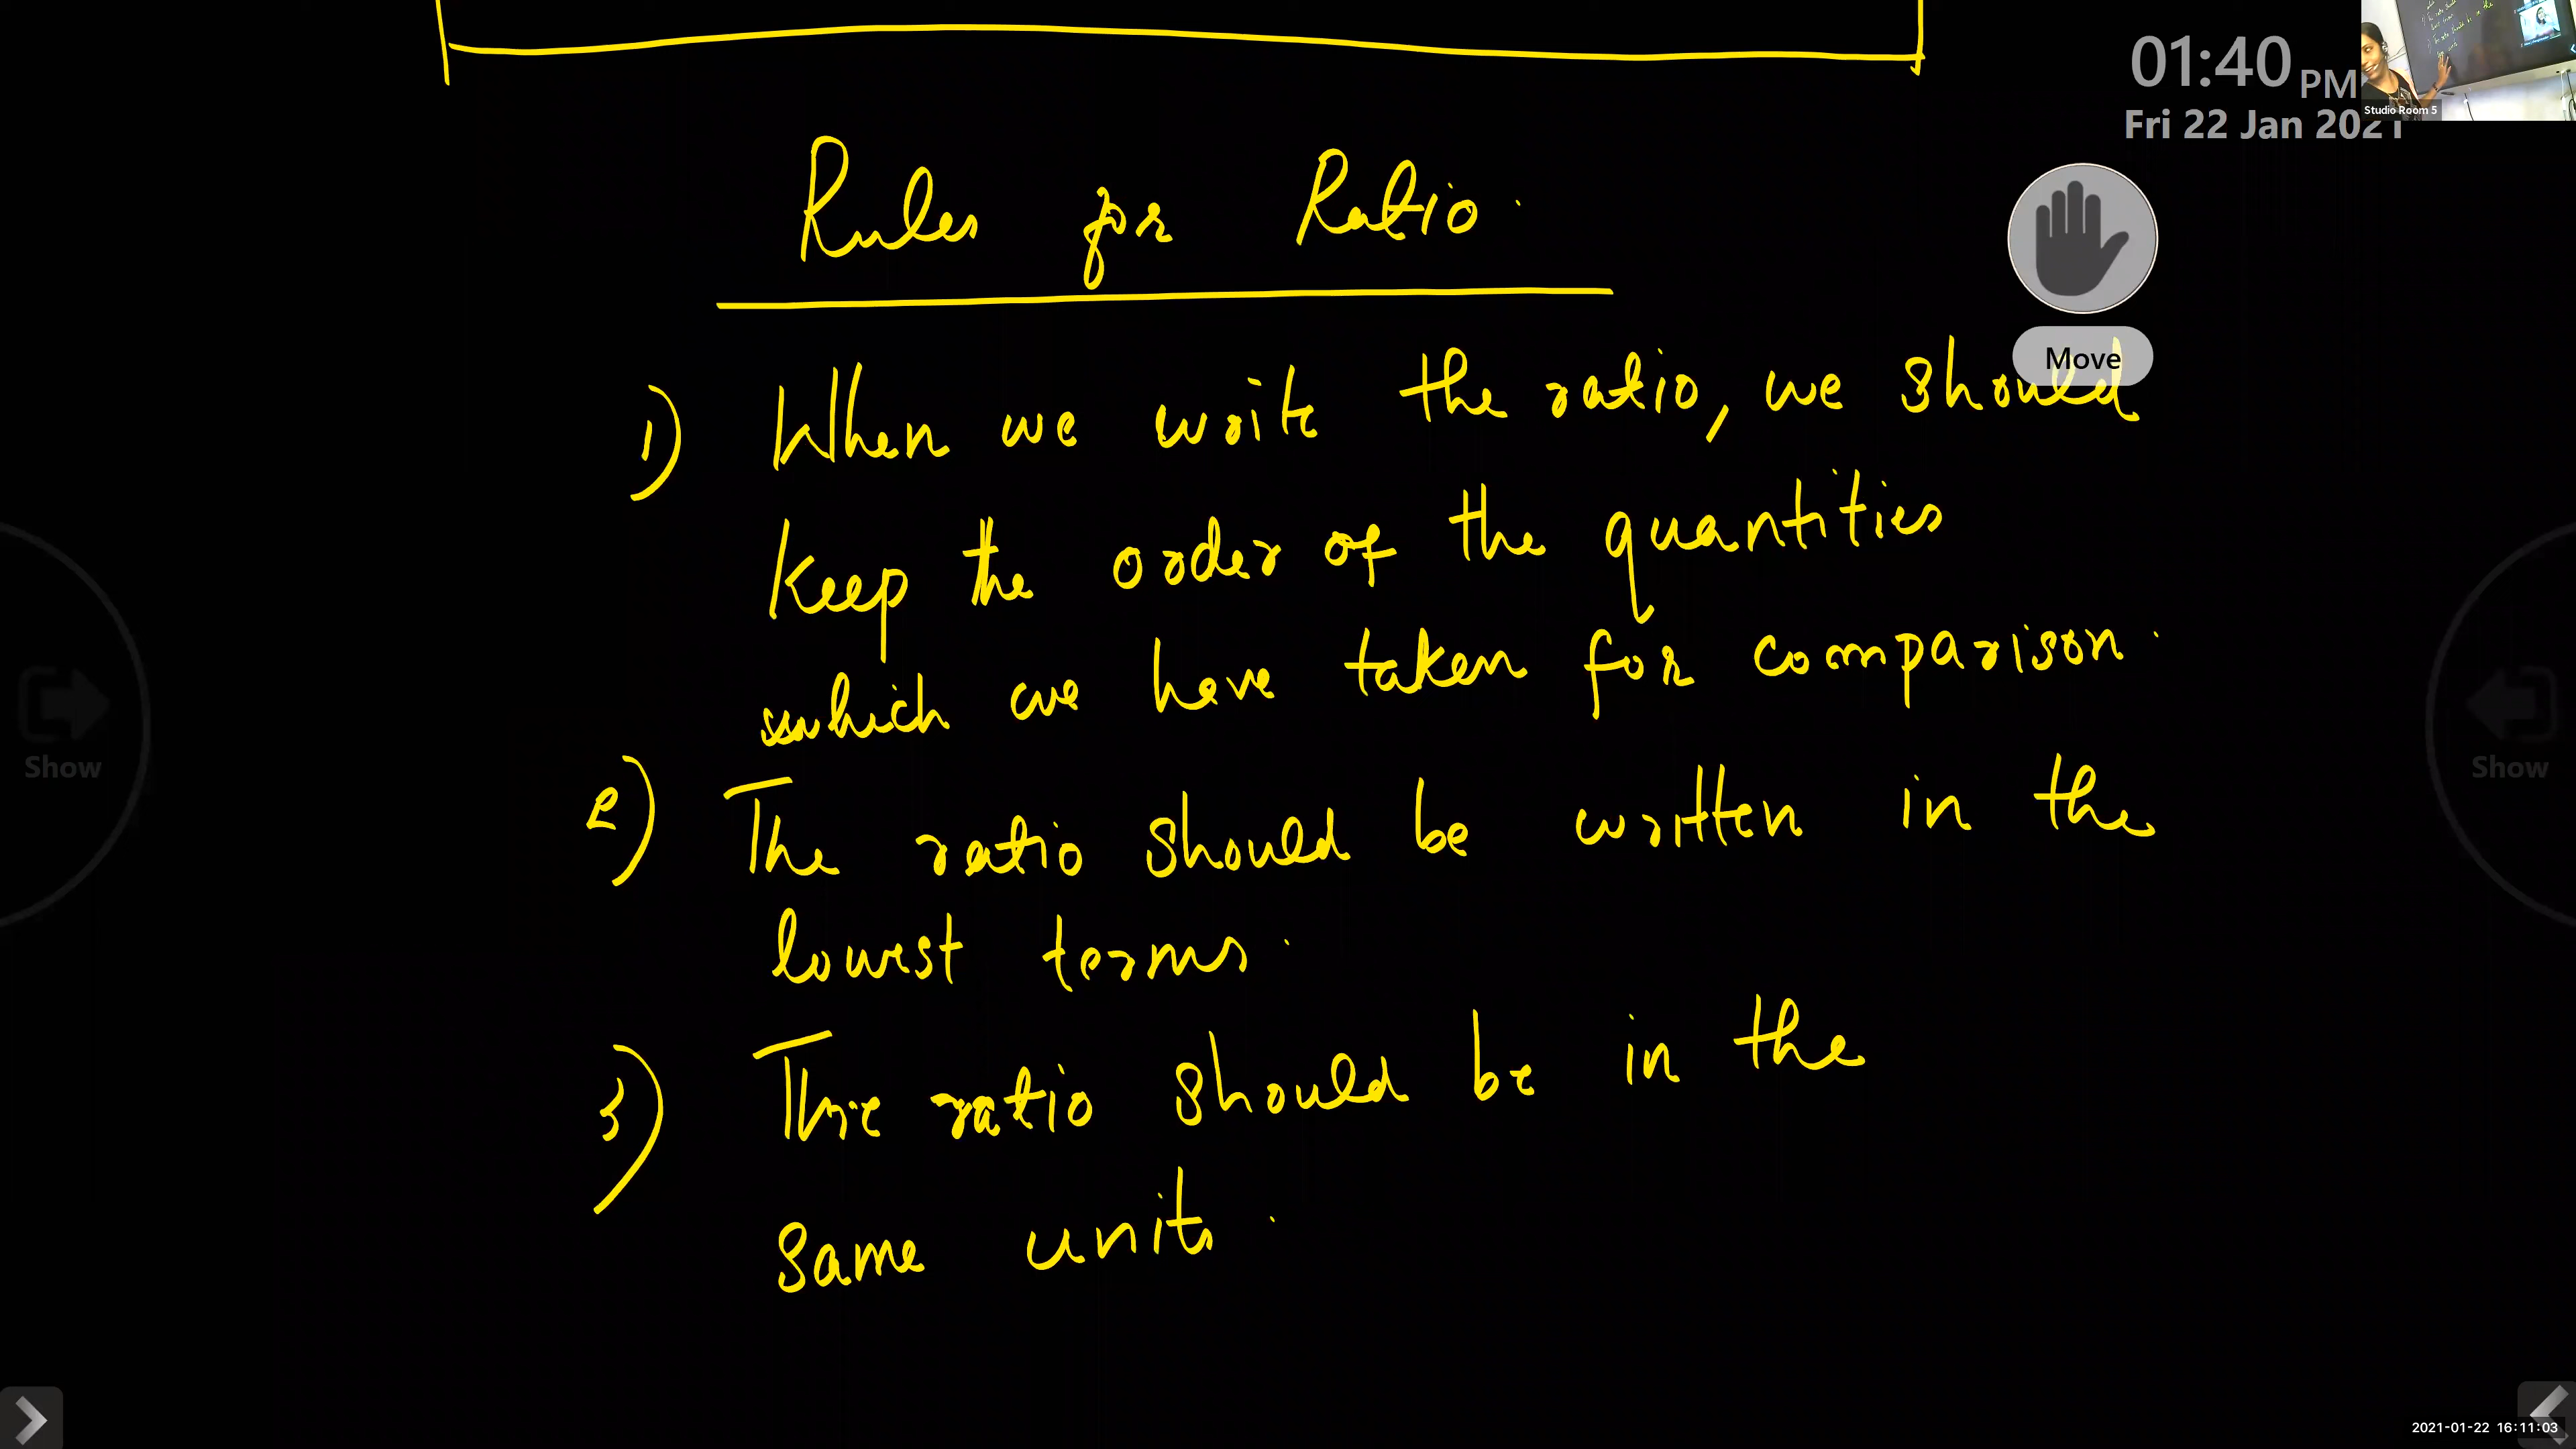 01:40 PM
Fri 22 Jan 2021
Studio Room 5
Rules for Ratio.
Move
1) When we write the ratio, we should
keep the order of the quantities
which we have taken for comparison.
2) The ratio should be written in the
lowest terms.
3) The ratio should be in the
same units.
Show
Show
2021-01-22 16:11:03